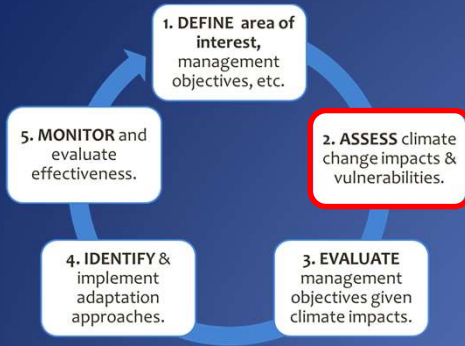 1. DEFINE area of
interest,
management
objectives, etc.
2. ASSESS climate
change impacts &
vulnerabilities.
3. EVALUATE
management
objectives given
climate impacts.
4. IDENTIFY &
implement
adaptation
approaches.
5. MONITOR and
evaluate
effectiveness.